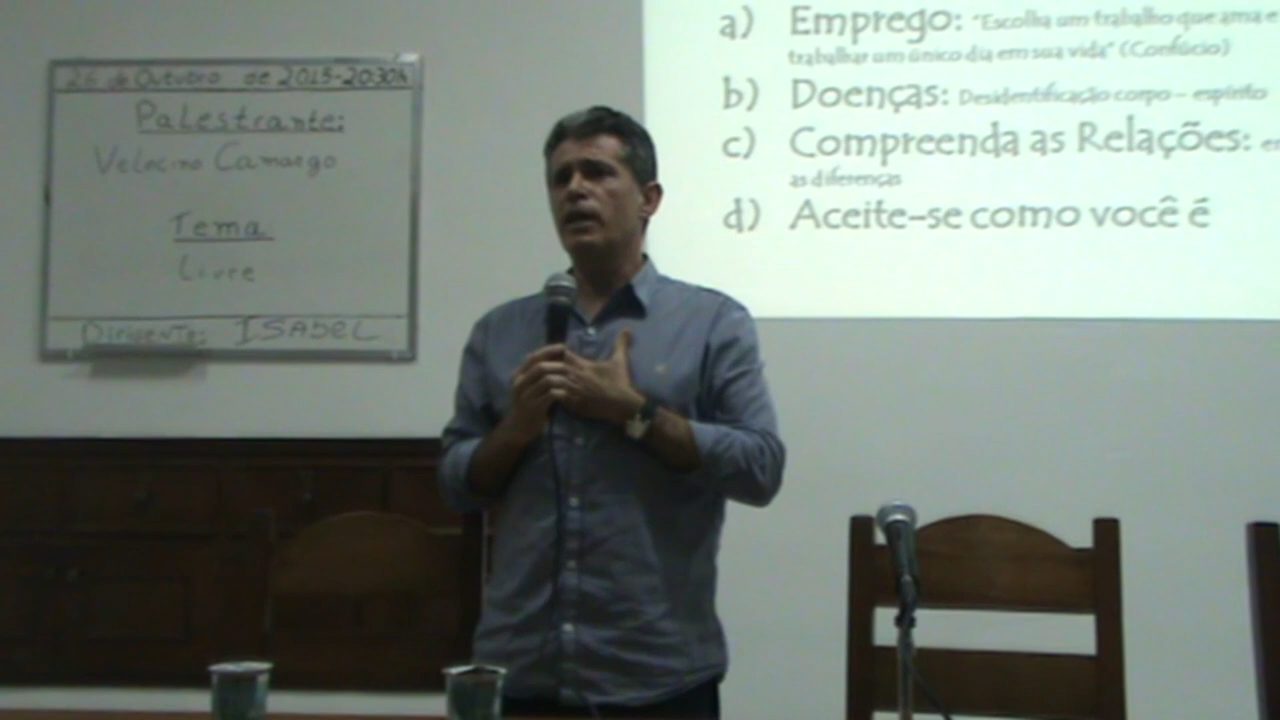 26 de Outubro de 2015-20:30h
Palestrante:
Velocino Camargo
Tema
Livre
Dirigente: ISABEL
a) Emprego: "Escolha um trabalho que ama e
trabalhar um único dia em sua vida" (Confúcio)
b) Doenças: Desidentificação corpo – espírito
c) Compreenda as Relações:
as diferenças
d) Aceite-se como você é